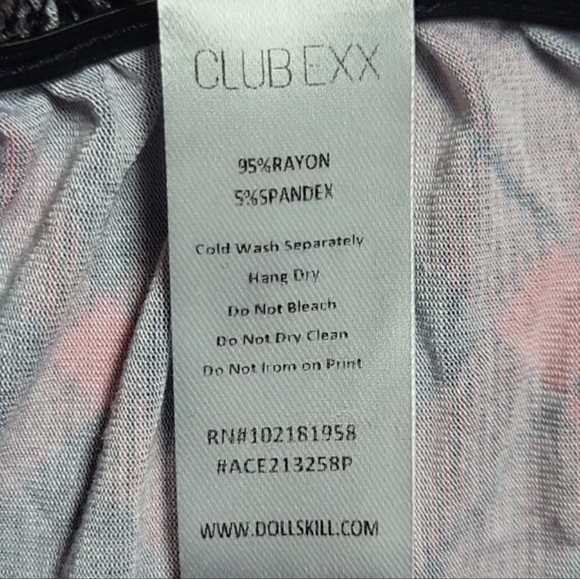 CLUB EXX
95%RAYON
5%SPANDEX
Cold Wash Separately
Hang Dry
Do Not Bleach
Do Not Dry Clean
Do Not Irom on Print
RN#102181958
#ACE213258P
WWW.DOLLSKILL.COM